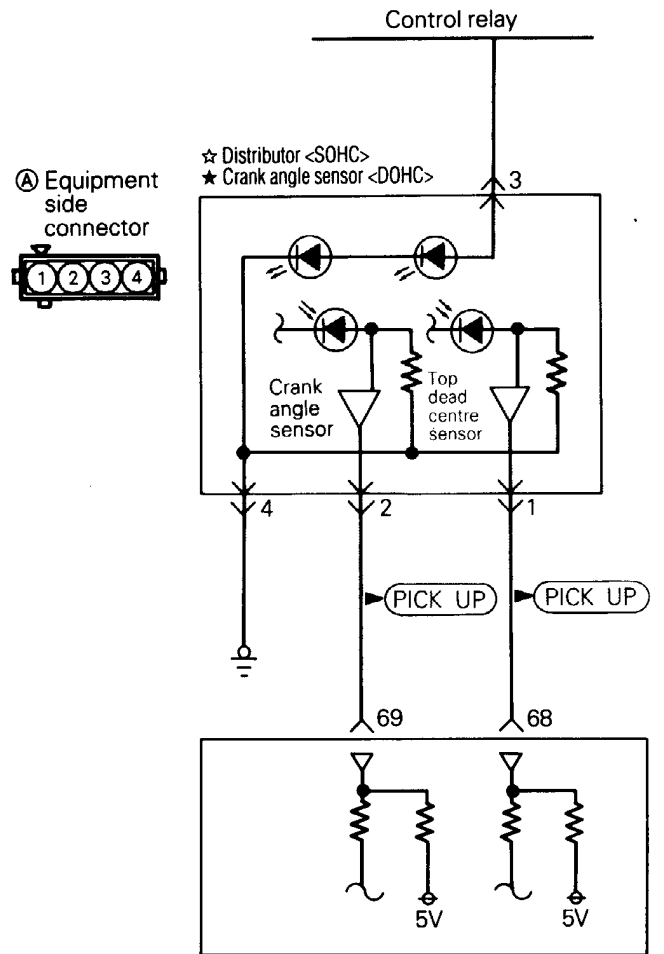 Control relay
☆ Distributor <SOHC>
★ Crank angle sensor <DOHC>
3
Ⓐ Equipment
side
connector
1 2 3 4
Crank
angle
sensor
Top
dead
centre
sensor
4
2
1
PICK UP
PICK UP
69
68
5V
5V